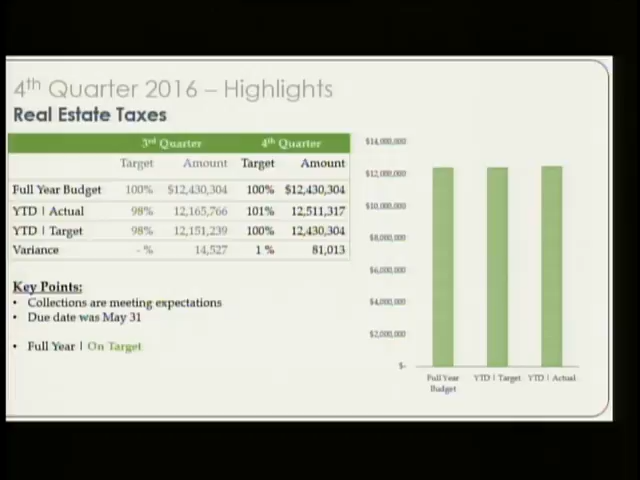 4th Quarter 2016 – Highlights
Real Estate Taxes
3rd Quarter 4th Quarter
Target Amount Target Amount
Full Year Budget 100% $12,430,304 100% $12,430,304
YTD | Actual 98% 12,165,766 101% 12,511,317
YTD | Target 98% 12,151,239 100% 12,430,304
Variance - % 14,527 1 % 81,013
Key Points:
• Collections are meeting expectations
• Due date was May 31
• Full Year | On Target
$14,000,000
$12,000,000
$10,000,000
$8,000,000
$6,000,000
$4,000,000
$2,000,000
$-
Full Year YTD | Target YTD | Actual
Budget